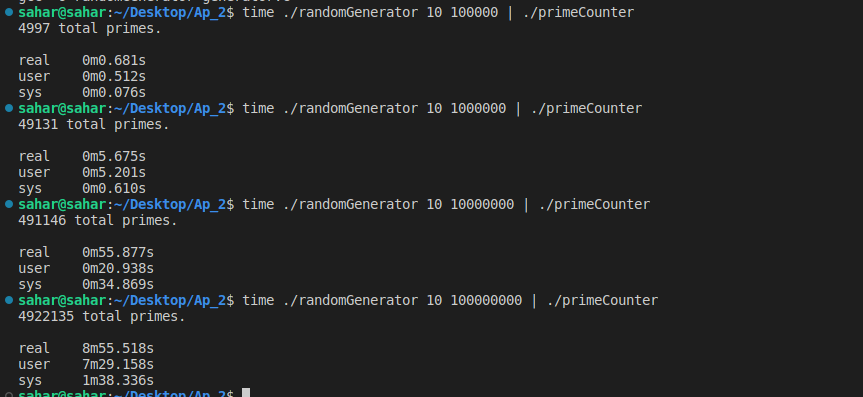 sahar@sahar:~/Desktop/Ap_2$ time ./randomGenerator 10 100000 | ./primeCounter
4997 total primes.
real 0m0.681s
user 0m0.512s
sys 0m0.076s
sahar@sahar:~/Desktop/Ap_2$ time ./randomGenerator 10 1000000 | ./primeCounter
49131 total primes.
real 0m5.675s
user 0m5.201s
sys 0m0.610s
sahar@sahar:~/Desktop/Ap_2$ time ./randomGenerator 10 10000000 | ./primeCounter
491146 total primes.
real 0m55.877s
user 0m20.938s
sys 0m34.869s
sahar@sahar:~/Desktop/Ap_2$ time ./randomGenerator 10 100000000 | ./primeCounter
4922135 total primes.
real 8m55.518s
user 7m29.158s
sys 1m38.336s
sahar@sahar:~/Desktop/Ap_2$